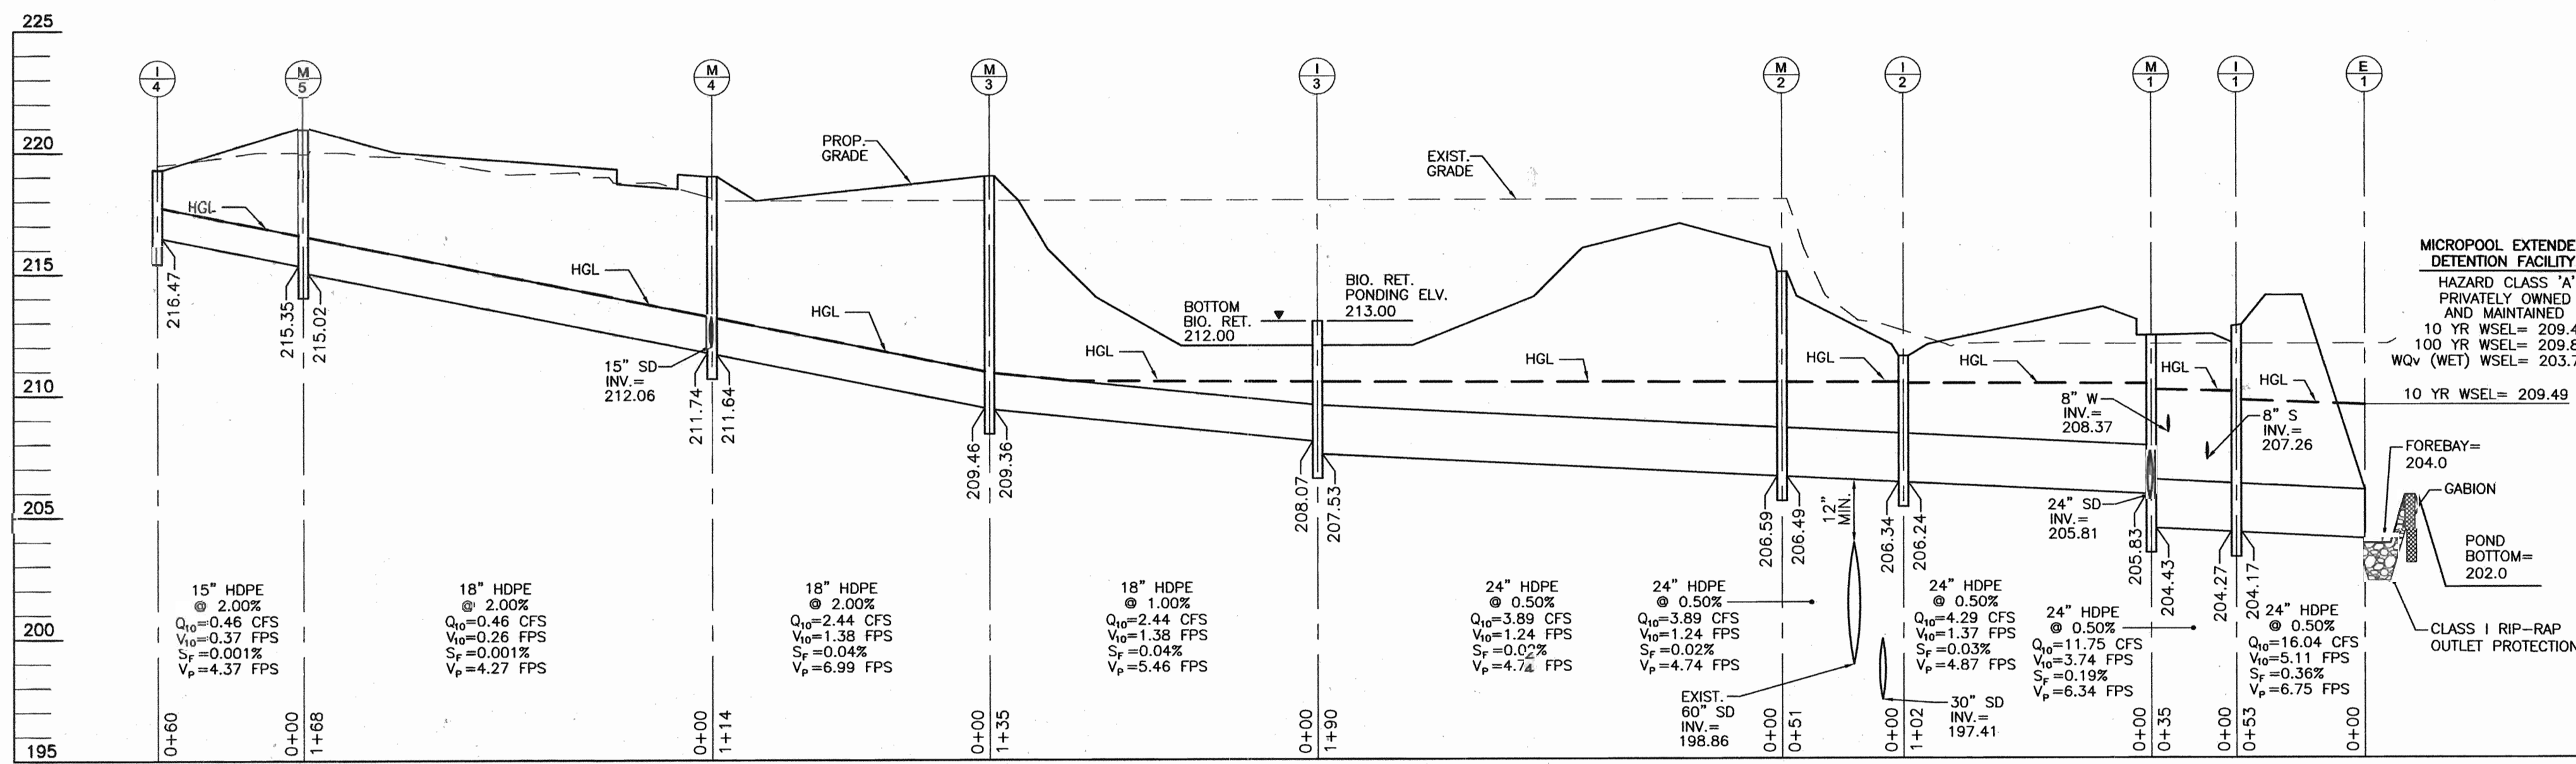 225
220
215
210
205
200
195
I
4
M
5
M
4
M
3
I
3
M
2
I
2
M
1
I
1
E
1
PROP.
GRADE
EXIST.
GRADE
HGL
HGL
HGL
HGL
HGL
HGL
HGL
HGL
HGL
BOTTOM
BIO. RET.
212.00
BIO. RET.
PONDING ELV.
213.00
15" SD
INV.=
212.06
216.47
215.35
215.02
211.74
211.64
209.46
209.36
208.07
207.53
206.59
206.49
12"
MIN.
206.34
206.24
24" SD
INV.=
205.81
205.83
204.43
204.27
204.17
8" W
INV.=
208.37
8" S
INV.=
207.26
MICROPOOL EXTENDE
DETENTION FACILITY
HAZARD CLASS 'A'
PRIVATELY OWNED
AND MAINTAINED
10 YR WSEL= 209.4
100 YR WSEL= 209.8
WQv (WET) WSEL= 203.7
10 YR WSEL= 209.49
FOREBAY=
204.0
GABION
POND
BOTTOM=
202.0
CLASS I RIP-RAP
OUTLET PROTECTION
15" HDPE
@ 2.00%
Q10=0.46 CFS
V10=0.37 FPS
SF=0.001%
VP=4.37 FPS
18" HDPE
@ 2.00%
Q10=0.46 CFS
V10=0.26 FPS
SF=0.001%
VP=4.27 FPS
18" HDPE
@ 2.00%
Q10=2.44 CFS
V10=1.38 FPS
SF=0.04%
VP=6.99 FPS
18" HDPE
@ 1.00%
Q10=2.44 CFS
V10=1.38 FPS
SF=0.04%
VP=5.46 FPS
24" HDPE
@ 0.50%
Q10=3.89 CFS
V10=1.24 FPS
SF=0.02%
VP=4.74 FPS
24" HDPE
@ 0.50%
Q10=3.89 CFS
V10=1.24 FPS
SF=0.02%
VP=4.74 FPS
24" HDPE
@ 0.50%
Q10=4.29 CFS
V10=1.37 FPS
SF=0.03%
VP=4.87 FPS
24" HDPE
@ 0.50%
Q10=11.75 CFS
V10=3.74 FPS
SF=0.19%
VP=6.34 FPS
24" HDPE
@ 0.50%
Q10=16.04 CFS
V10=5.11 FPS
SF=0.36%
VP=6.75 FPS
EXIST.
60" SD
INV.=
198.86
30" SD
INV.=
197.41
0+60
0+00
1+68
0+00
1+14
0+00
1+35
0+00
1+90
0+00
0+51
0+00
1+02
0+00
0+35
0+00
0+53
0+00